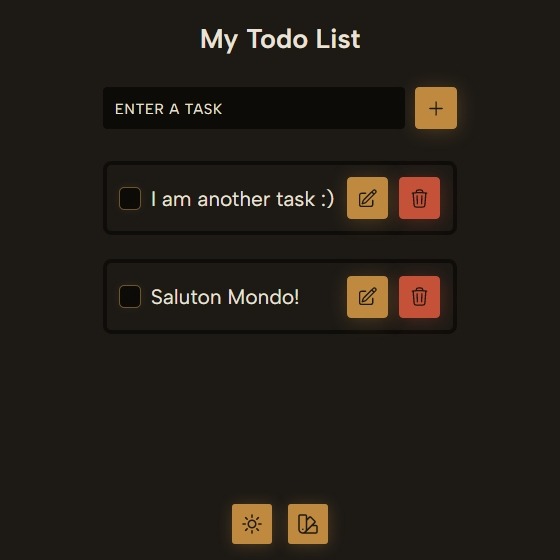 My Todo List
ENTER A TASK
I am another task :)
Saluton Mondo!